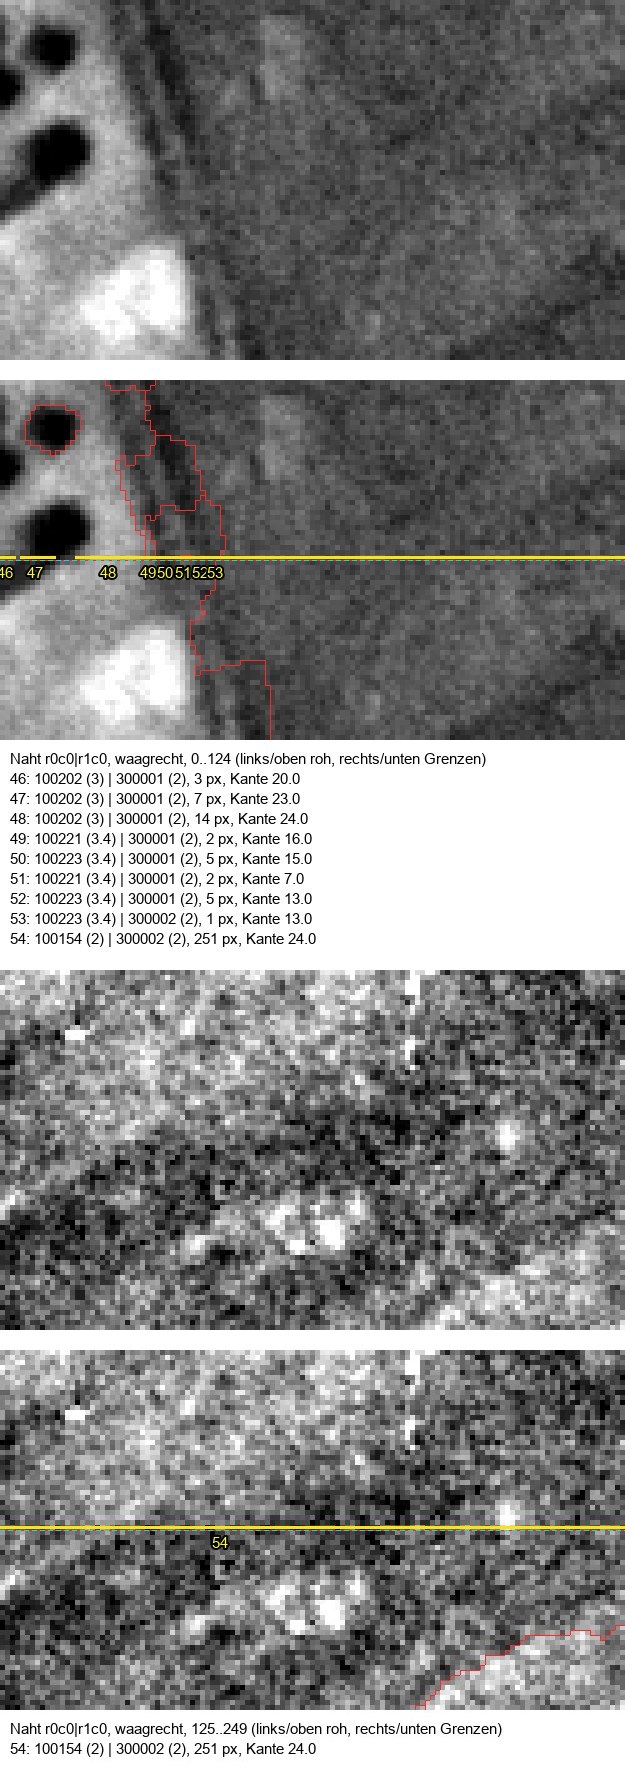 46 47 48 49 50 51 52 53
Naht r0c0|r1c0, waagrecht, 0..124 (links/oben roh, rechts/unten Grenzen)
46: 100202 (3) | 300001 (2), 3 px, Kante 20.0
47: 100202 (3) | 300001 (2), 7 px, Kante 23.0
48: 100202 (3) | 300001 (2), 14 px, Kante 24.0
49: 100221 (3.4) | 300001 (2), 2 px, Kante 16.0
50: 100223 (3.4) | 300001 (2), 5 px, Kante 15.0
51: 100221 (3.4) | 300001 (2), 2 px, Kante 7.0
52: 100223 (3.4) | 300001 (2), 5 px, Kante 13.0
53: 100223 (3.4) | 300002 (2), 1 px, Kante 13.0
54: 100154 (2) | 300002 (2), 251 px, Kante 24.0
54
Naht r0c0|r1c0, waagrecht, 125..249 (links/oben roh, rechts/unten Grenzen)
54: 100154 (2) | 300002 (2), 251 px, Kante 24.0